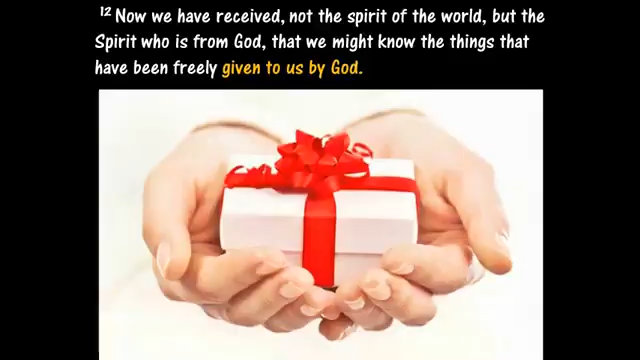 12 Now we have received, not the spirit of the world, but the
Spirit who is from God, that we might know the things that
have been freely given to us by God.